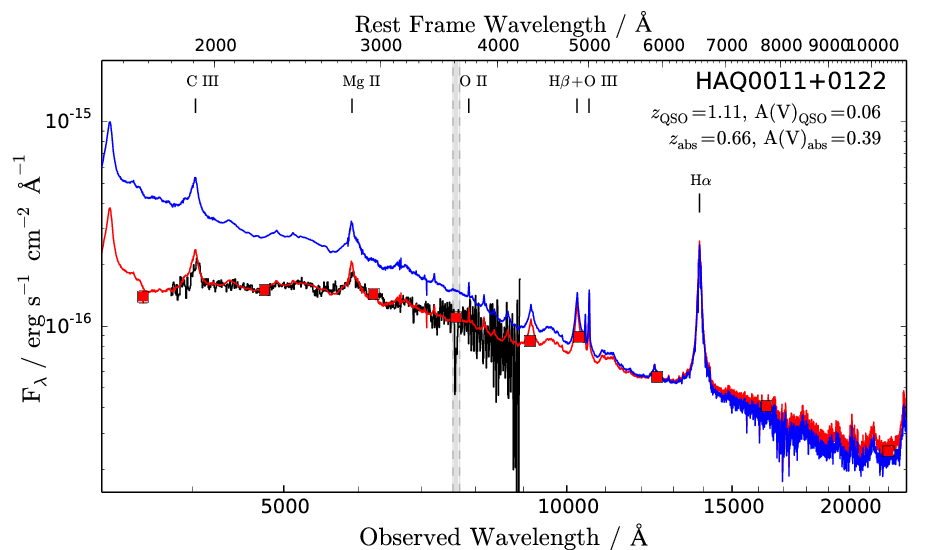 Rest Frame Wavelength / Å
2000 3000 4000 5000 6000 7000 8000 9000 10000
C III Mg II O II Hβ+O III
HAQ0011+0122
z_QSO=1.11, A(V)_QSO=0.06
z_abs=0.66, A(V)_abs=0.39
Hα
10^-15
10^-16
F_λ / erg s^-1 cm^-2 Å^-1
5000 10000 15000 20000
Observed Wavelength / Å